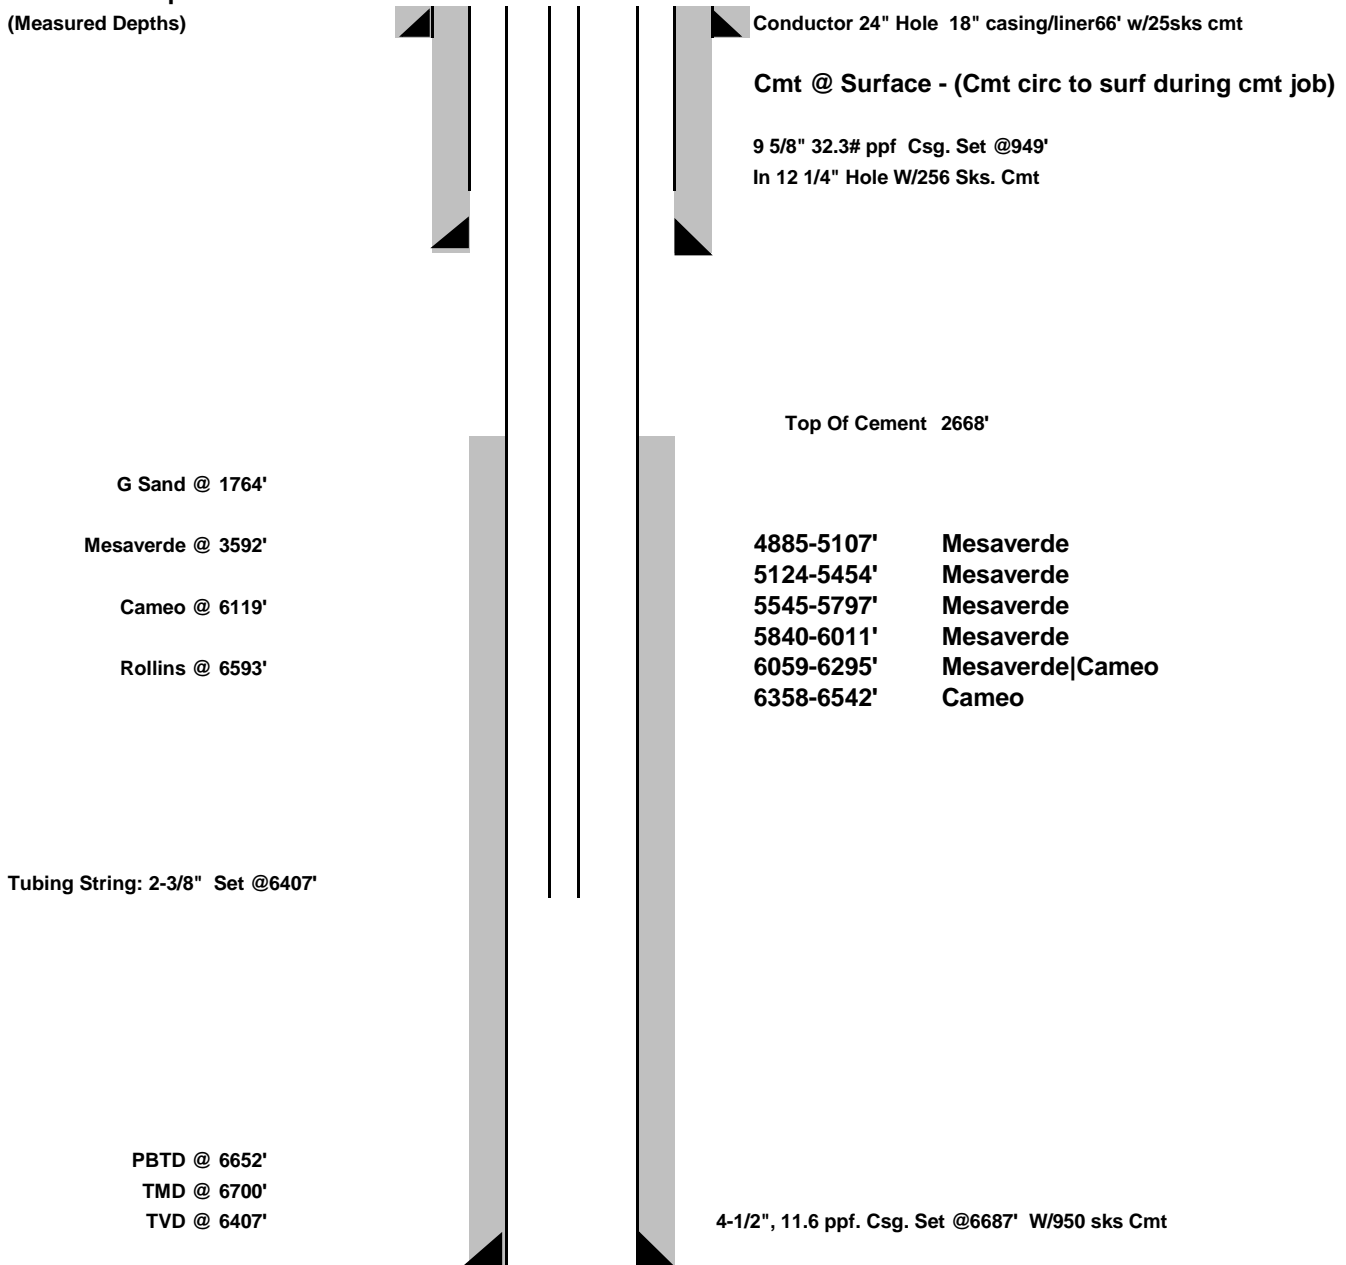 (Measured Depths)
Conductor 24" Hole 18" casing/liner66' w/25sks cmt
Cmt @ Surface - (Cmt circ to surf during cmt job)
9 5/8" 32.3# ppf Csg. Set @949'
In 12 1/4" Hole W/256 Sks. Cmt
Top Of Cement 2668'
G Sand @ 1764'
Mesaverde @ 3592'
Cameo @ 6119'
Rollins @ 6593'
4885-5107' Mesaverde
5124-5454' Mesaverde
5545-5797' Mesaverde
5840-6011' Mesaverde
6059-6295' Mesaverde|Cameo
6358-6542' Cameo
Tubing String: 2-3/8" Set @6407'
PBTD @ 6652'
TMD @ 6700'
TVD @ 6407'
4-1/2", 11.6 ppf. Csg. Set @6687' W/950 sks Cmt